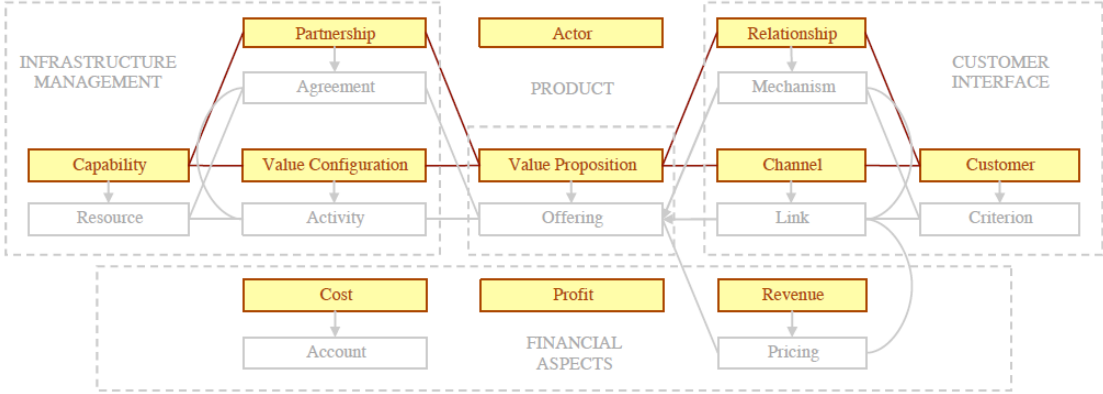 Partnership
Actor
Relationship
INFRASTRUCTURE
MANAGEMENT
CUSTOMER
INTERFACE
Agreement
PRODUCT
Mechanism
Capability
Value Configuration
Value Proposition
Channel
Customer
Resource
Activity
Offering
Link
Criterion
Cost
Profit
Revenue
Account
FINANCIAL
ASPECTS
Pricing